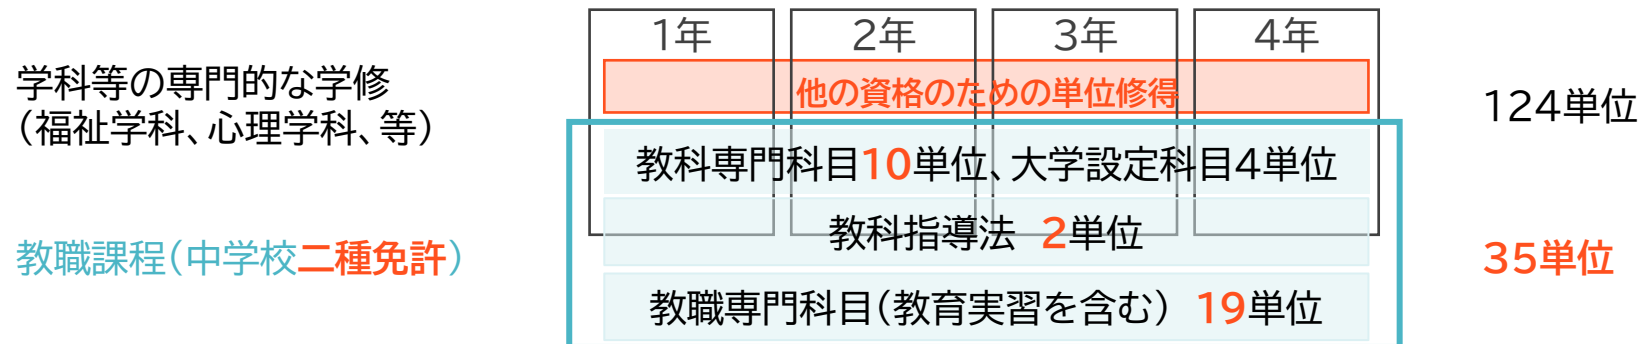 1年 2年 3年 4年
学科等の専門的な学修
（福祉学科、心理学科、等）
他の資格のための単位修得
124単位
教科専門科目10単位、大学設定科目4単位
教科指導法 2単位
教職課程（中学校二種免許）
35単位
教職専門科目（教育実習を含む） 19単位